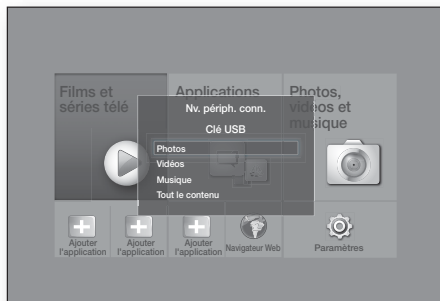 Films et
séries télé
Applications
Photos,
vidéos et
musique
Nv. périph. conn.
Clé USB
Photos
Vidéos
Musique
Tout le contenu
Ajouter
l'application
Ajouter
l'application
Ajouter
l'application
Navigateur Web
Paramètres